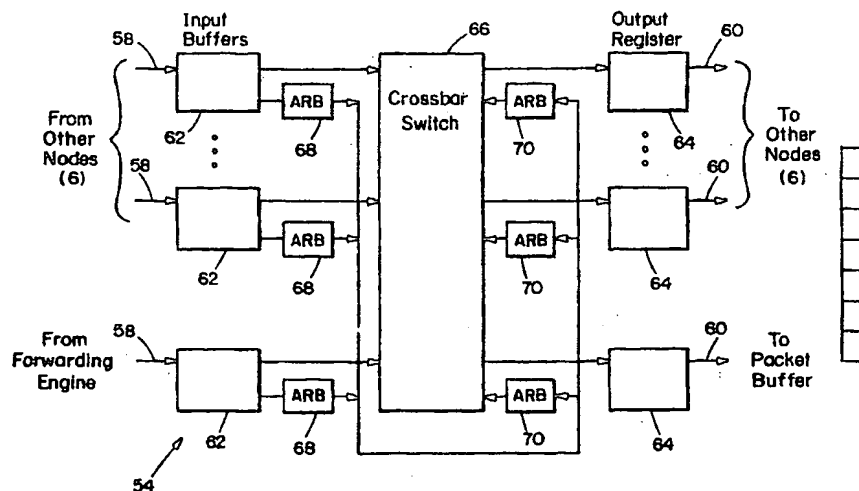 Input
Buffers
66
Output
Register
58
60
ARB
Crossbar
Switch
ARB
From
Other
Nodes
(6)
62
68
70
64
To
Other
Nodes
(6)
58
60
ARB
ARB
62
68
70
64
From
Forwarding
Engine
58
60
To
Packet
Buffer
ARB
ARB
62
68
70
64
54